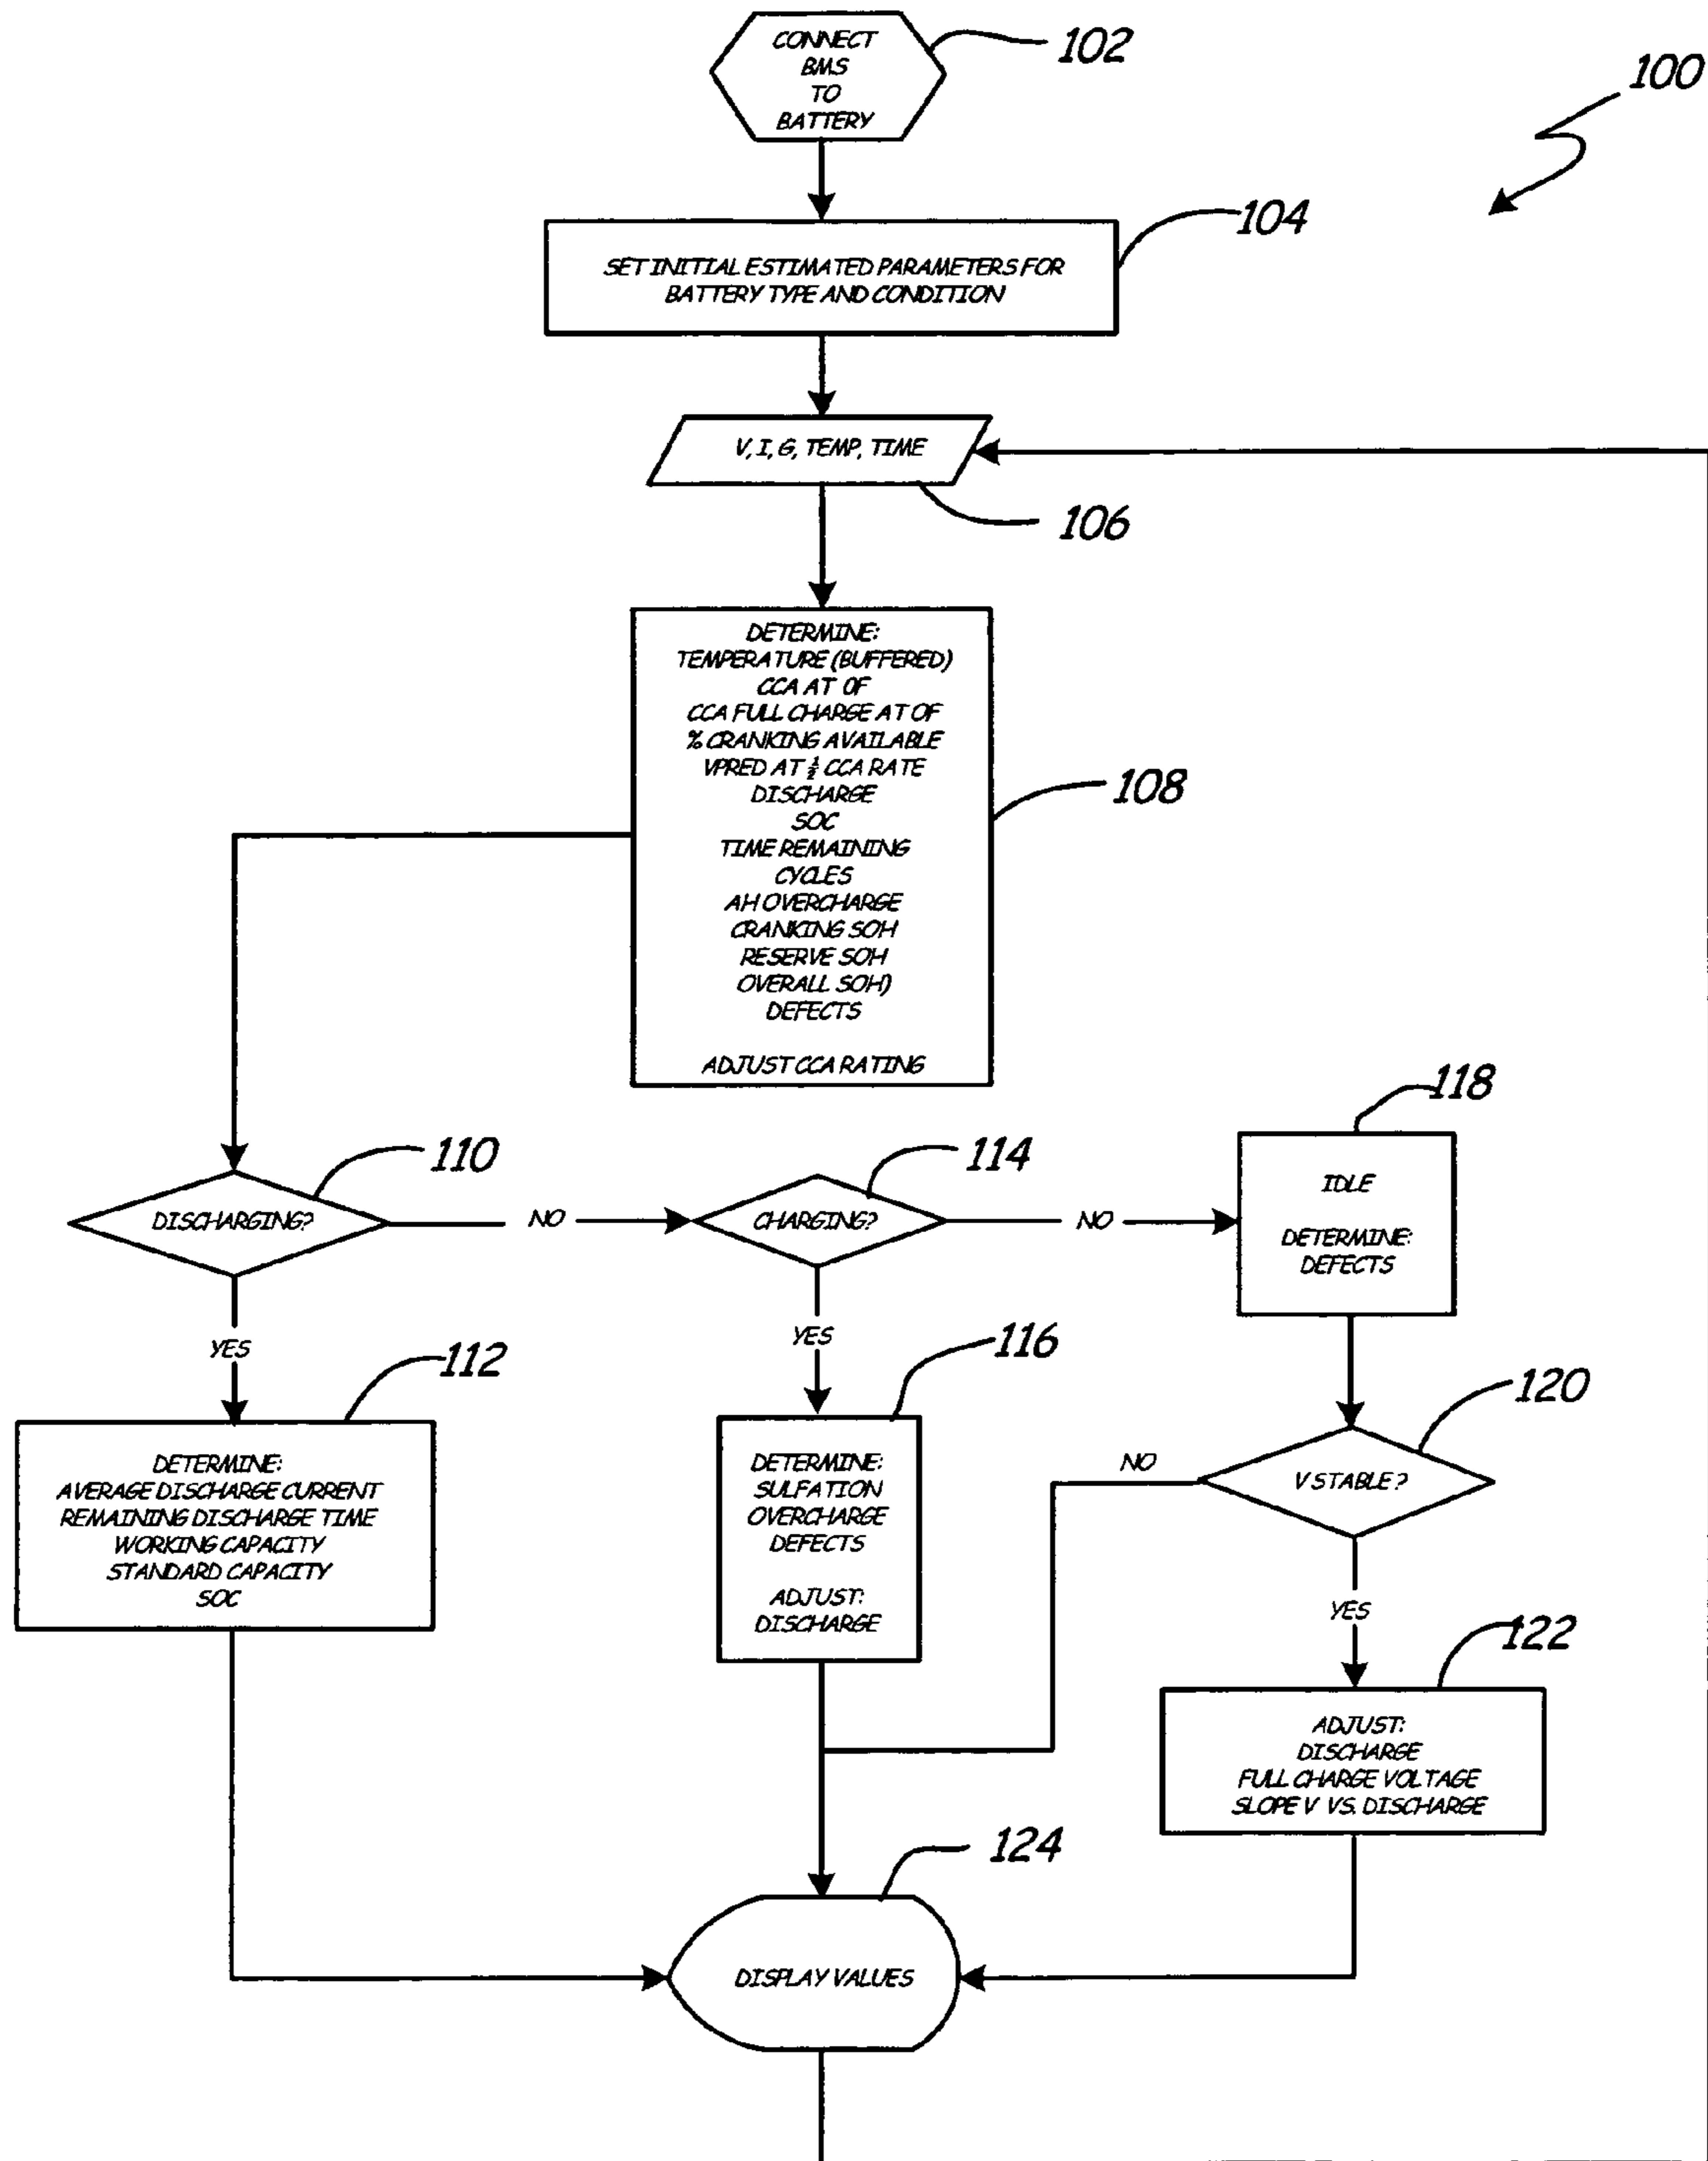 CONNECT
BMS
TO
BATTERY
102
100
SET INITIAL ESTIMATED PARAMETERS FOR
BATTERY TYPE AND CONDITION
104
V, I, G, TEMP, TIME
106
DETERMINE:
TEMPERATURE (BUFFERED)
CCA AT 0F
CCA FULL CHARGE AT 0F
% CRANKING AVAILABLE
VPRED AT ½ CCA RATE
DISCHARGE
SOC
TIME REMAINING
CYCLES
AH OVERCHARGE
CRANKING SOH
RESERVE SOH
OVERALL SOH)
DEFECTS
ADJUST CCA RATING
108
DISCHARGING?
110
NO
CHARGING?
114
NO
IDLE
DETERMINE:
DEFECTS
118
YES
112
YES
116
DETERMINE:
AVERAGE DISCHARGE CURRENT
REMAINING DISCHARGE TIME
WORKING CAPACITY
STANDARD CAPACITY
SOC
DETERMINE:
SULFATION
OVERCHARGE
DEFECTS
ADJUST:
DISCHARGE
NO
V STABLE?
120
YES
122
ADJUST:
DISCHARGE
FULL CHARGE VOLTAGE
SLOPE V VS. DISCHARGE
124
DISPLAY VALUES